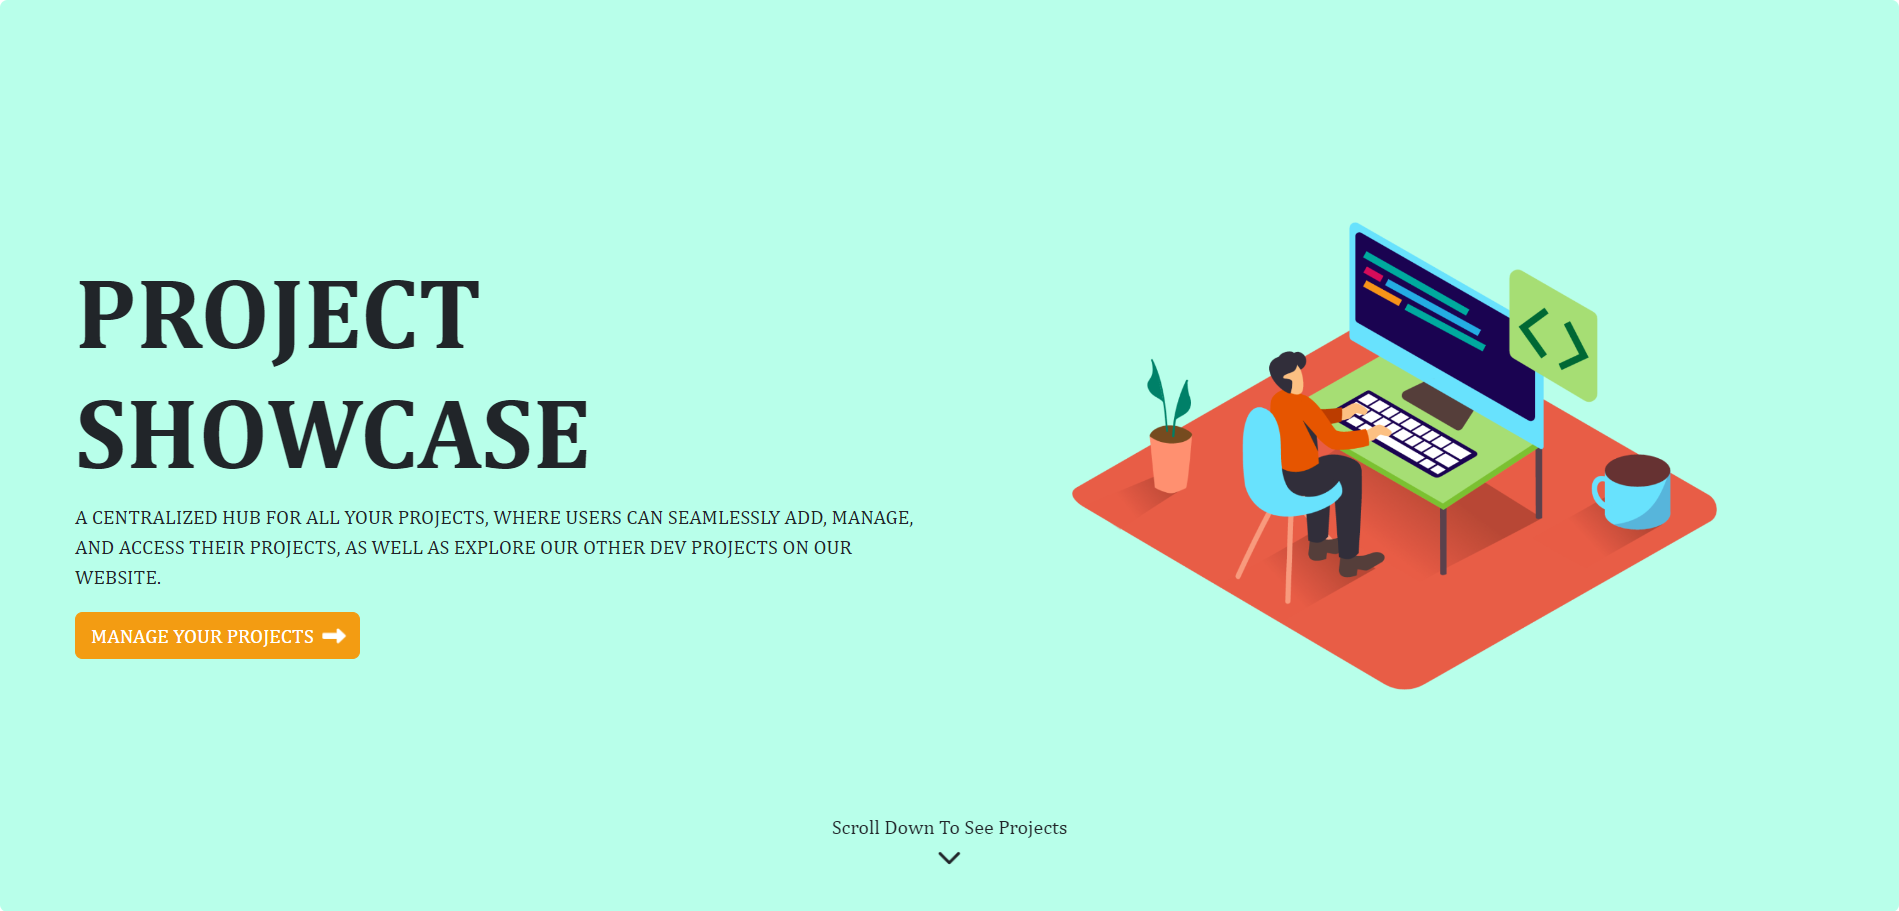 PROJECT
SHOWCASE
A CENTRALIZED HUB FOR ALL YOUR PROJECTS, WHERE USERS CAN SEAMLESSLY ADD, MANAGE,
AND ACCESS THEIR PROJECTS, AS WELL AS EXPLORE OUR OTHER DEV PROJECTS ON OUR
WEBSITE.
MANAGE YOUR PROJECTS
Scroll Down To See Projects